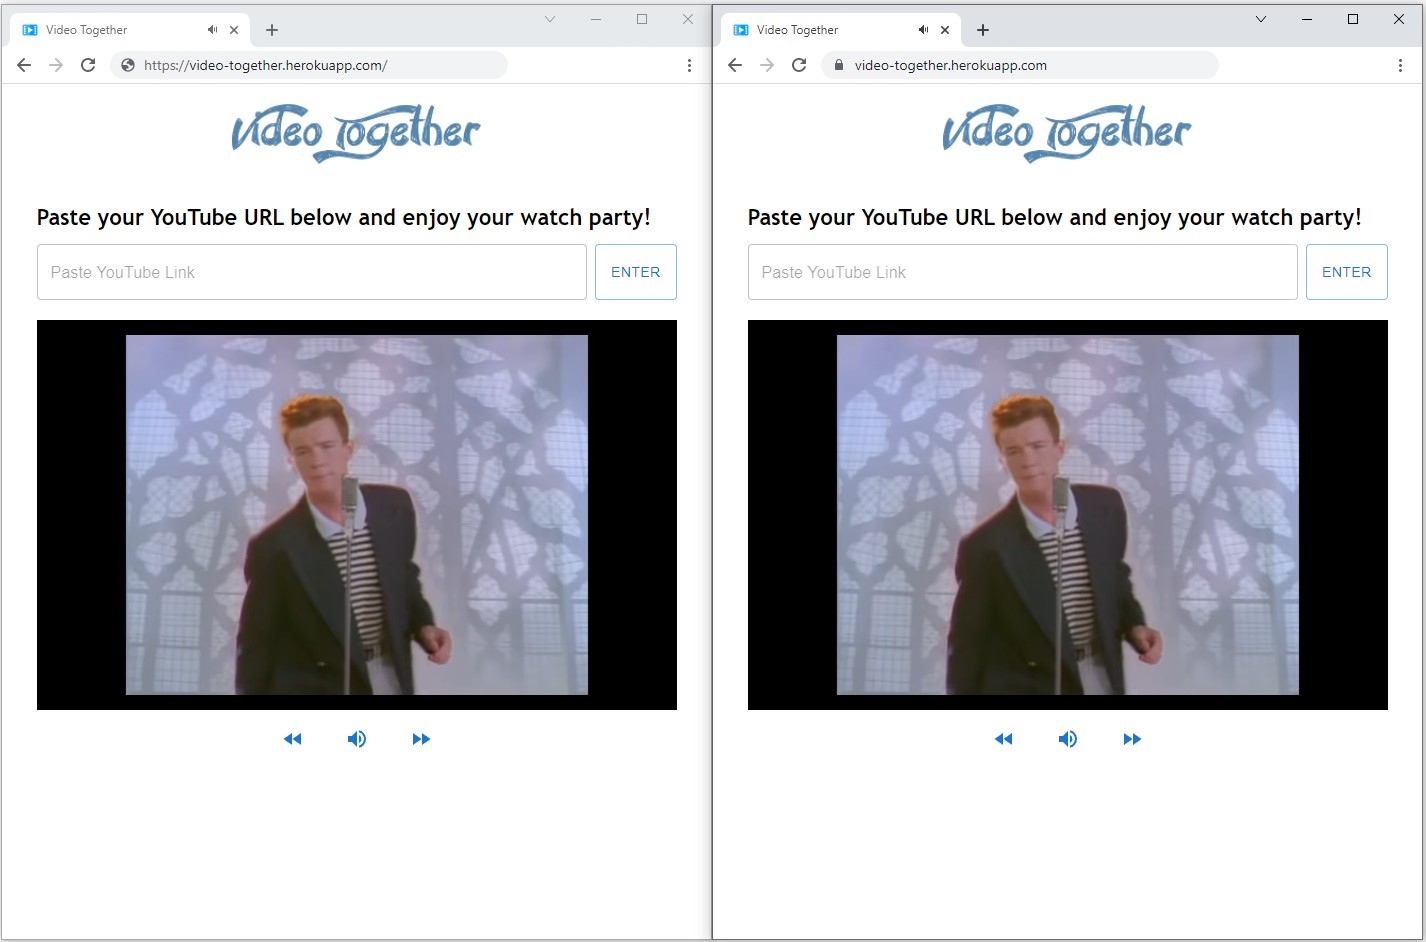 Video Together
https://video-together.herokuapp.com/
Video Together
Paste your YouTube URL below and enjoy your watch party!
Paste YouTube Link
ENTER
Video Together
video-together.herokuapp.com
Video Together
Paste your YouTube URL below and enjoy your watch party!
Paste YouTube Link
ENTER